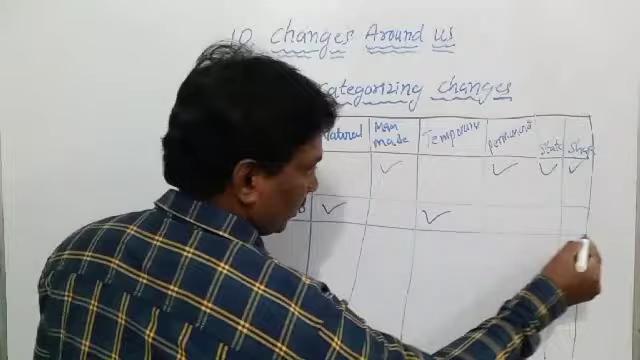 10 Changes Around us
Categorizing changes
Natural Man made Temporary Permanent State Shape
✓ ✓ ✓ ✓
✓ ✓